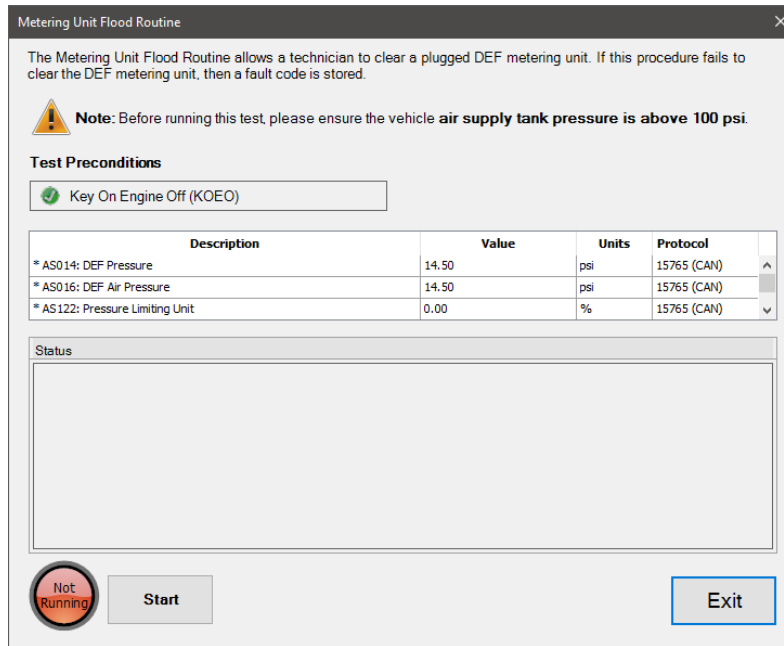 Metering Unit Flood Routine
The Metering Unit Flood Routine allows a technician to clear a plugged DEF metering unit. If this procedure fails to
clear the DEF metering unit, then a fault code is stored.
Note: Before running this test, please ensure the vehicle air supply tank pressure is above 100 psi.
Test Preconditions
Key On Engine Off (KOEO)
Description Value Units Protocol
* AS014: DEF Pressure 14.50 psi 15765 (CAN)
* AS016: DEF Air Pressure 14.50 psi 15765 (CAN)
* AS122: Pressure Limiting Unit 0.00 % 15765 (CAN)
Status
Not
Running
Start
Exit